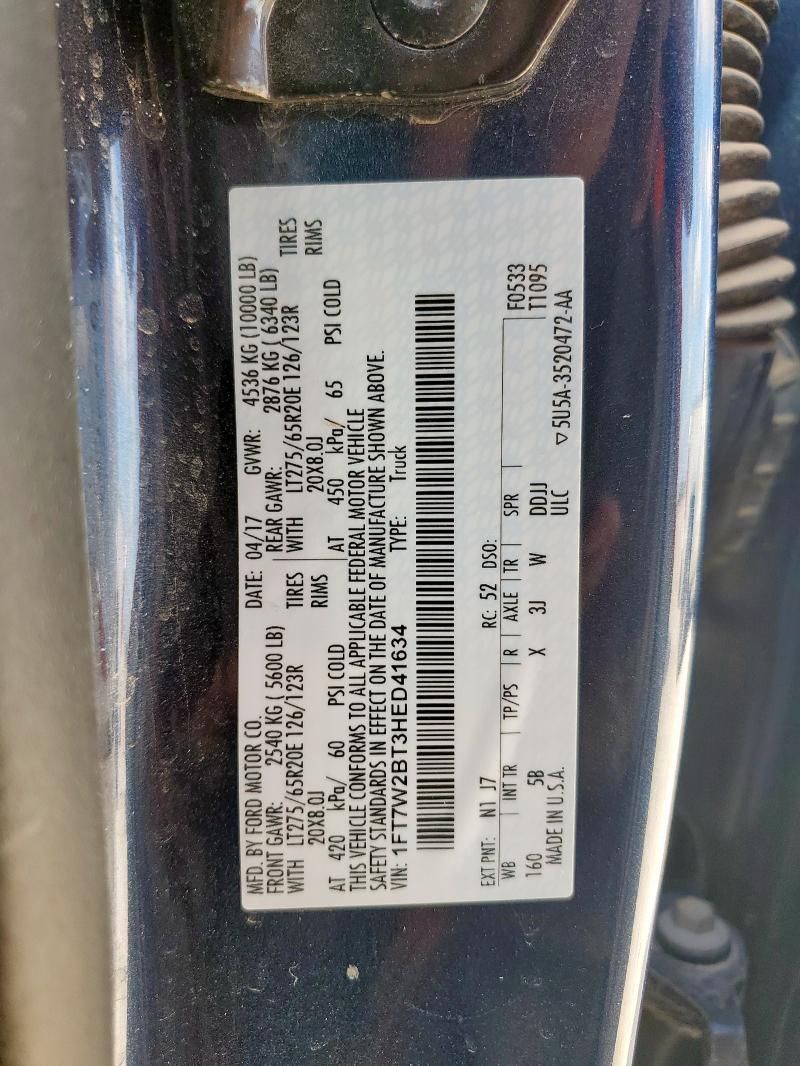 MFD. BY FORD MOTOR CO.
DATE: 04/17 GVWR: 4536 KG (10000 LB)
FRONT GAWR: 2540 KG ( 5600 LB) REAR GAWR: 2876 KG ( 6340 LB)
WITH LT275/65R20E 126/123R TIRES WITH LT275/65R20E 126/123R TIRES
20X8.0J RIMS 20X8.0J RIMS
AT 420 kPa/ 60 PSI COLD AT 450 kPa/ 65 PSI COLD
THIS VEHICLE CONFORMS TO ALL APPLICABLE FEDERAL MOTOR VEHICLE
SAFETY STANDARDS IN EFFECT ON THE DATE OF MANUFACTURE SHOWN ABOVE.
VIN: 1FT7W2BT3HED41634 TYPE: Truck
EXT PNT: N1 J7 RC: 52 DSO:
WB INT TR TP/PS R AXLE TR SPR F0533
160 5B X 3J W DDJJ T1095
MADE IN U.S.A. ULC ▽5U5A-3520472-AA